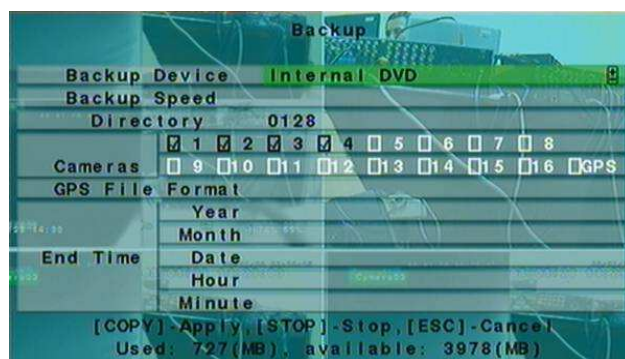 Backup
Backup Device Internal DVD
Backup Speed
Directory 0128
1 2 3 4 5 6 7 8
Cameras 9 10 11 12 13 14 15 16 GPS
GPS File Format
Year
Month
End Time Date
Hour
Minute
[COPY]-Apply,[STOP]-Stop,[ESC]-Cancel
Used: 727(MB), available: 3978(MB)